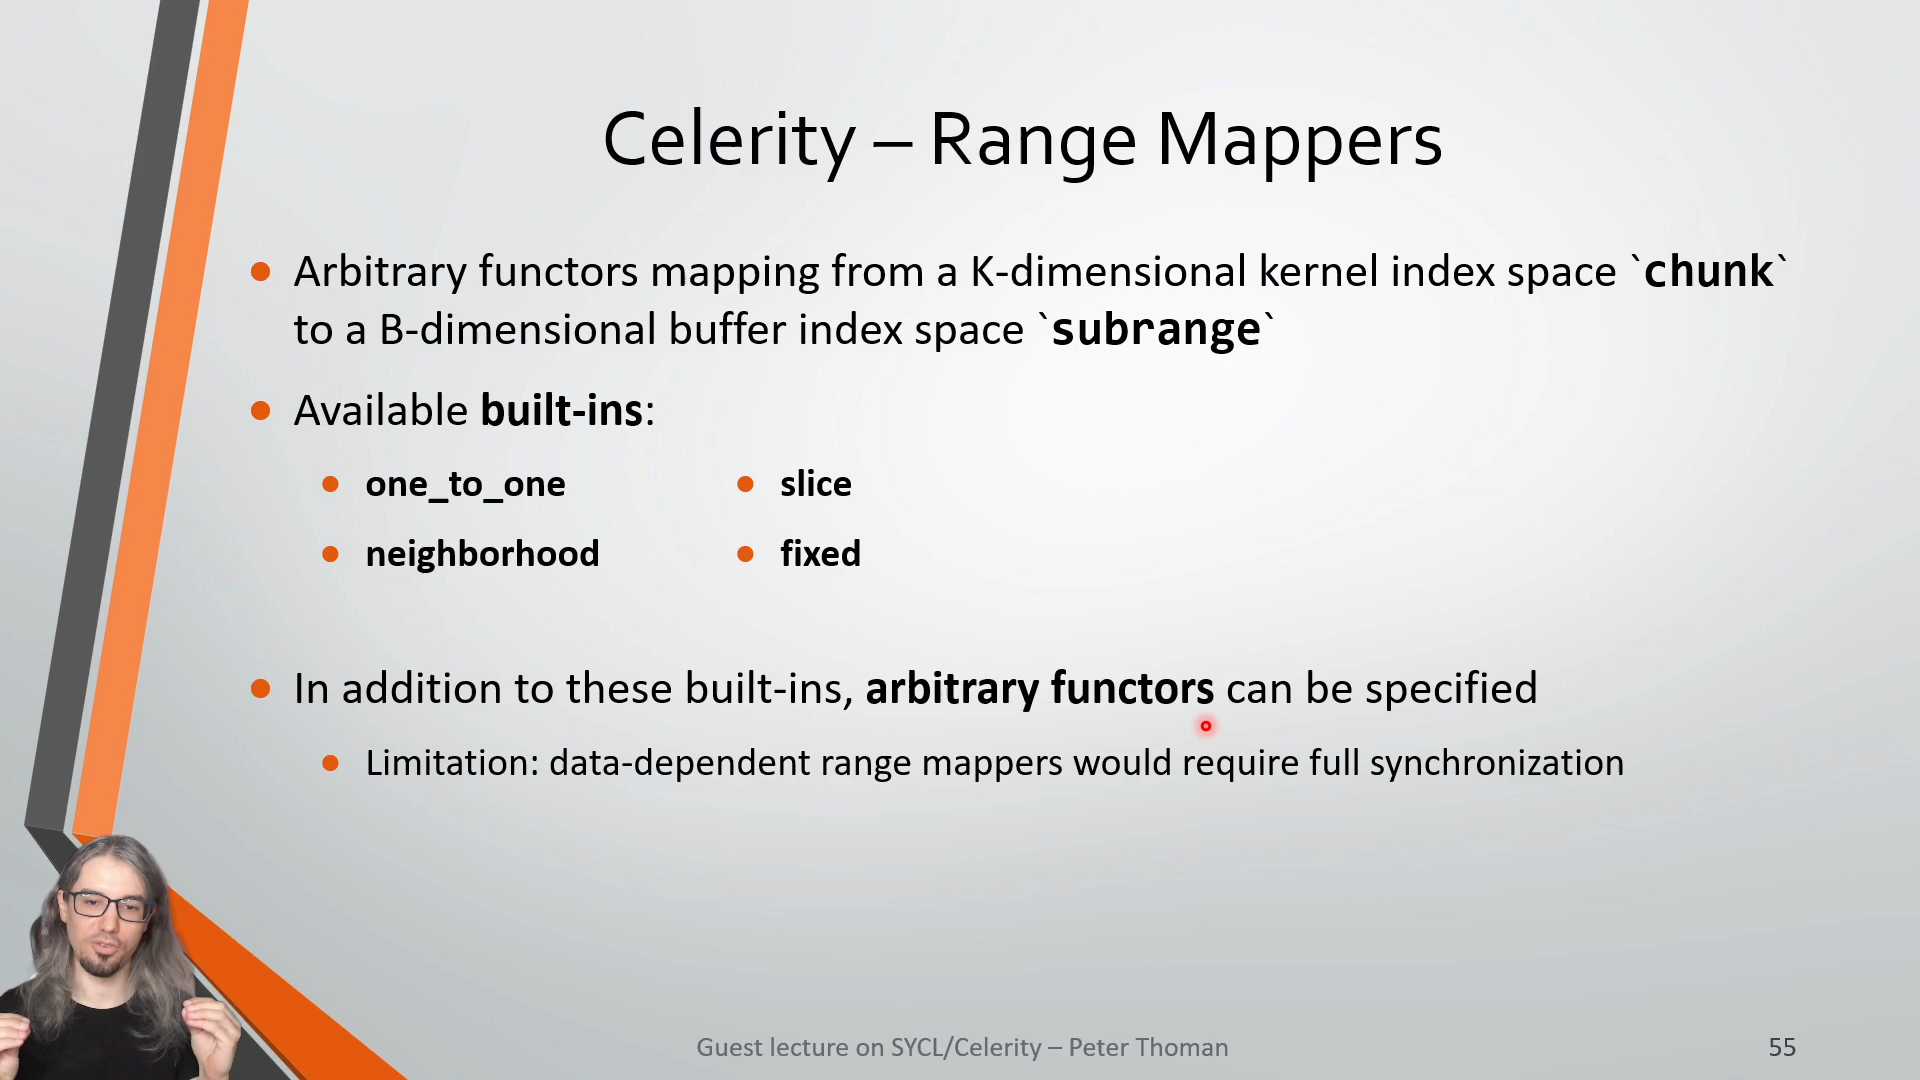 Celerity – Range Mappers
Arbitrary functors mapping from a K-dimensional kernel index space `chunk`
to a B-dimensional buffer index space `subrange`
Available built-ins:
one_to_one
slice
neighborhood
fixed
In addition to these built-ins, arbitrary functors can be specified
Limitation: data-dependent range mappers would require full synchronization
Guest lecture on SYCL/Celerity – Peter Thoman
55